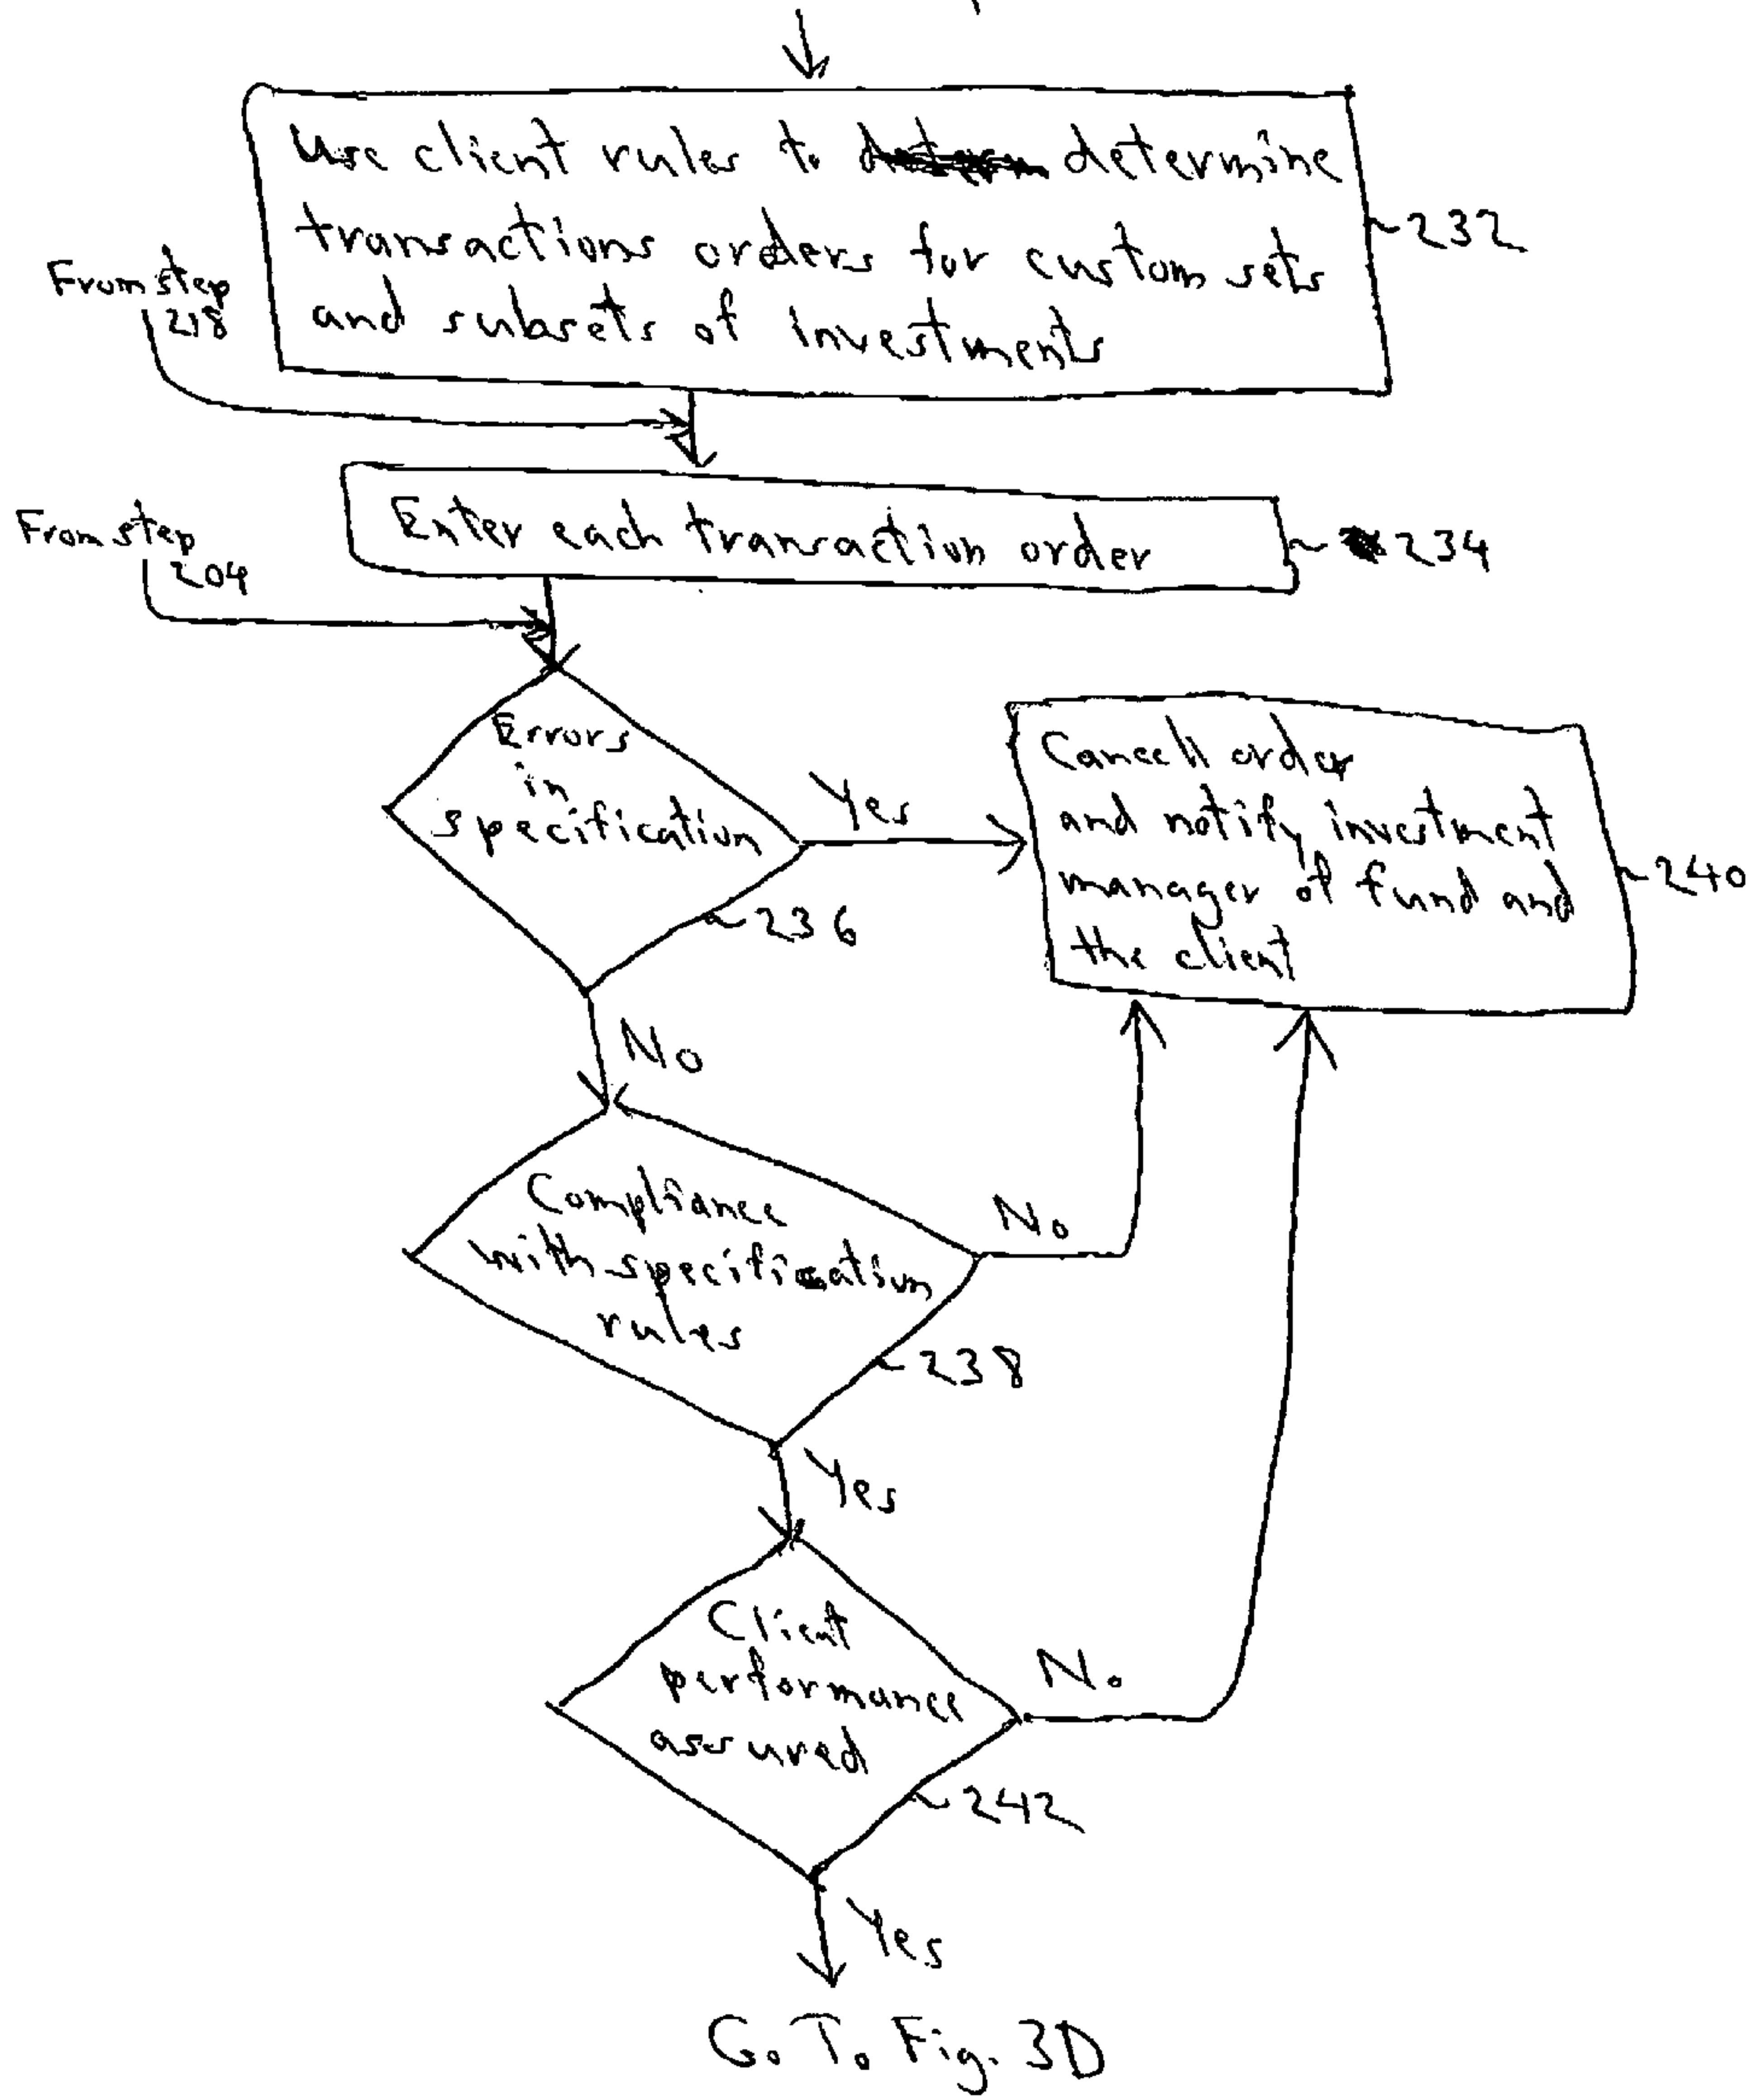 Use client rules to determine
transactions orders for custom sets
and subsets of investments
232
From step
218
Enter each transaction order
234
From step
204
Errors
in
specification
236
Yes
Cancell order
and notify investment
manager of fund and
the client
240
No
Compliance
with specification
rules
238
No
Yes
Client
performance
assured
242
No
Yes
Go To Fig. 3D